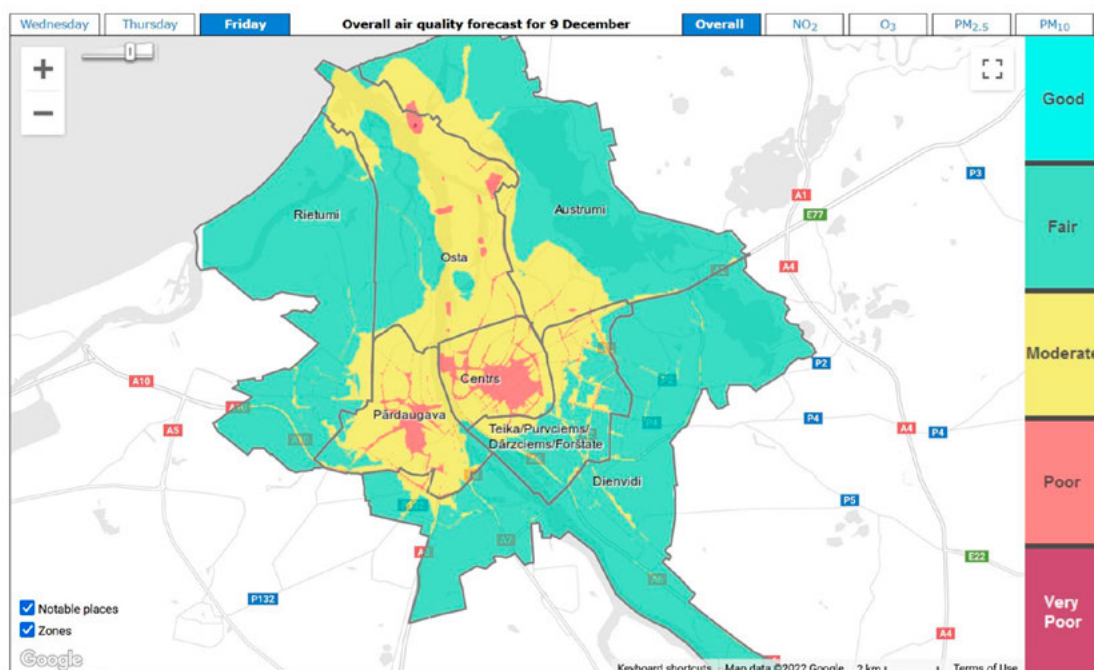 Wednesday Thursday Friday Overall air quality forecast for 9 December Overall NO₂ O₃ PM₂.₅ PM₁₀
+
−
Good
A1
P3
Rietumi
Austrumi
E77
Fair
Osta
A4
Moderate
P2
Centrs
A10
Pārdaugava
A5
P4
A4
P4
Teika/Purvciems/
Dārzciems/Forštate
Dienvidi
Poor
P5
E22
P132
Very
Poor
Notable places
Zones
A4
Google
Keyboard shortcuts Map data ©2022 Google 2 km Terms of Use